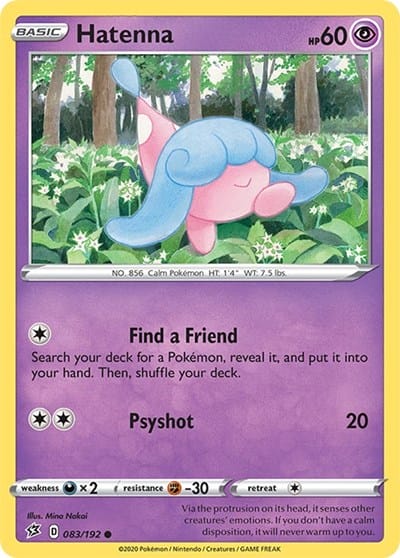 BASIC Hatenna HP60
NO. 856 Calm Pokémon. HT: 1'4" WT: 7.5 lbs.
Find a Friend
Search your deck for a Pokémon, reveal it, and put it into
your hand. Then, shuffle your deck.
Psyshot 20
weakness ×2 resistance -30 retreat
Illus. Mina Nakai
D 083/192
Via the protrusion on its head, it senses other
creatures' emotions. If you don't have a calm
disposition, it will never warm up to you.
©2020 Pokémon / Nintendo / Creatures / GAME FREAK